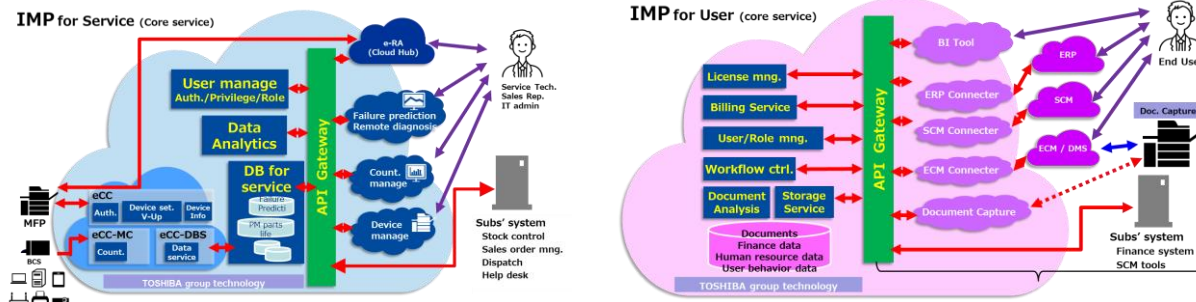 IMP for Service (Core service)
e-RA
(Cloud Hub)
User manage
Auth./Privilege/Role
Service Tech.
Sales Rep.
IT admin
Failure prediction
Remote diagnosis
Data
Analytics
API Gateway
DB for
service
Failure
Predicti
PM parts
life
Count.
manage
Device
manage
MFP
eCC
Auth.
Device set.
V-Up
Device
Info
eCC-MC
Count.
eCC-DBS
Data
service
BCS
Subs' system
Stock control
Sales order mng.
Dispatch
Help desk
TOSHIBA group technology
IMP for User (core service)
BI Tool
ERP
End Use
License mng.
ERP Connecter
Billing Service
SCM
Doc. Capture
User/Role mng.
SCM Connecter
API Gateway
ECM / DMS
Workflow ctrl.
ECM Connecter
Document
Analysis
Storage
Service
Document Capture
Documents
Finance data
Human resource data
User behavior data
Subs' system
Finance system
SCM tools
TOSHIBA group technology